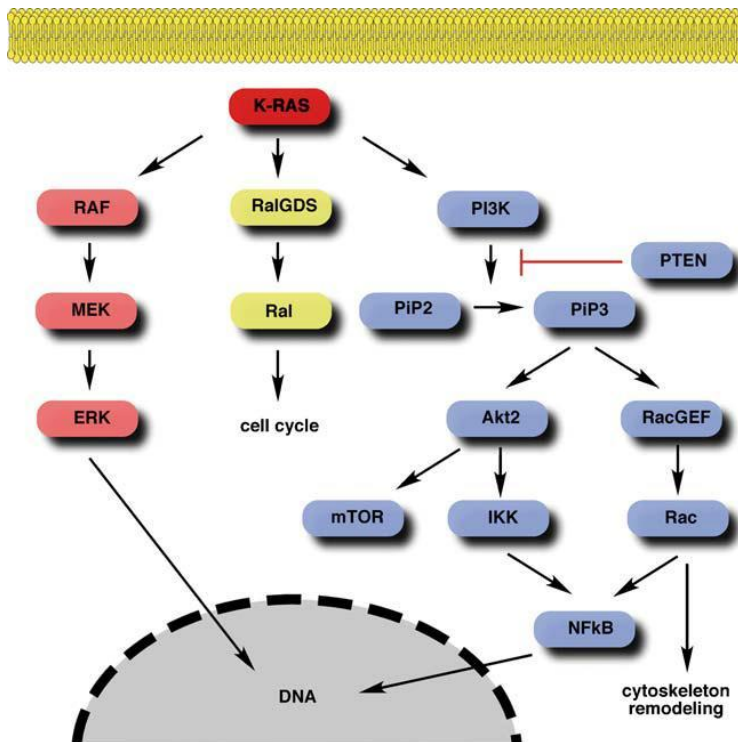 K-RAS
RAF
RalGDS
PI3K
PTEN
MEK
Ral
PiP2
PiP3
ERK
cell cycle
Akt2
RacGEF
mTOR
IKK
Rac
NFkB
DNA
cytoskeleton
remodeling